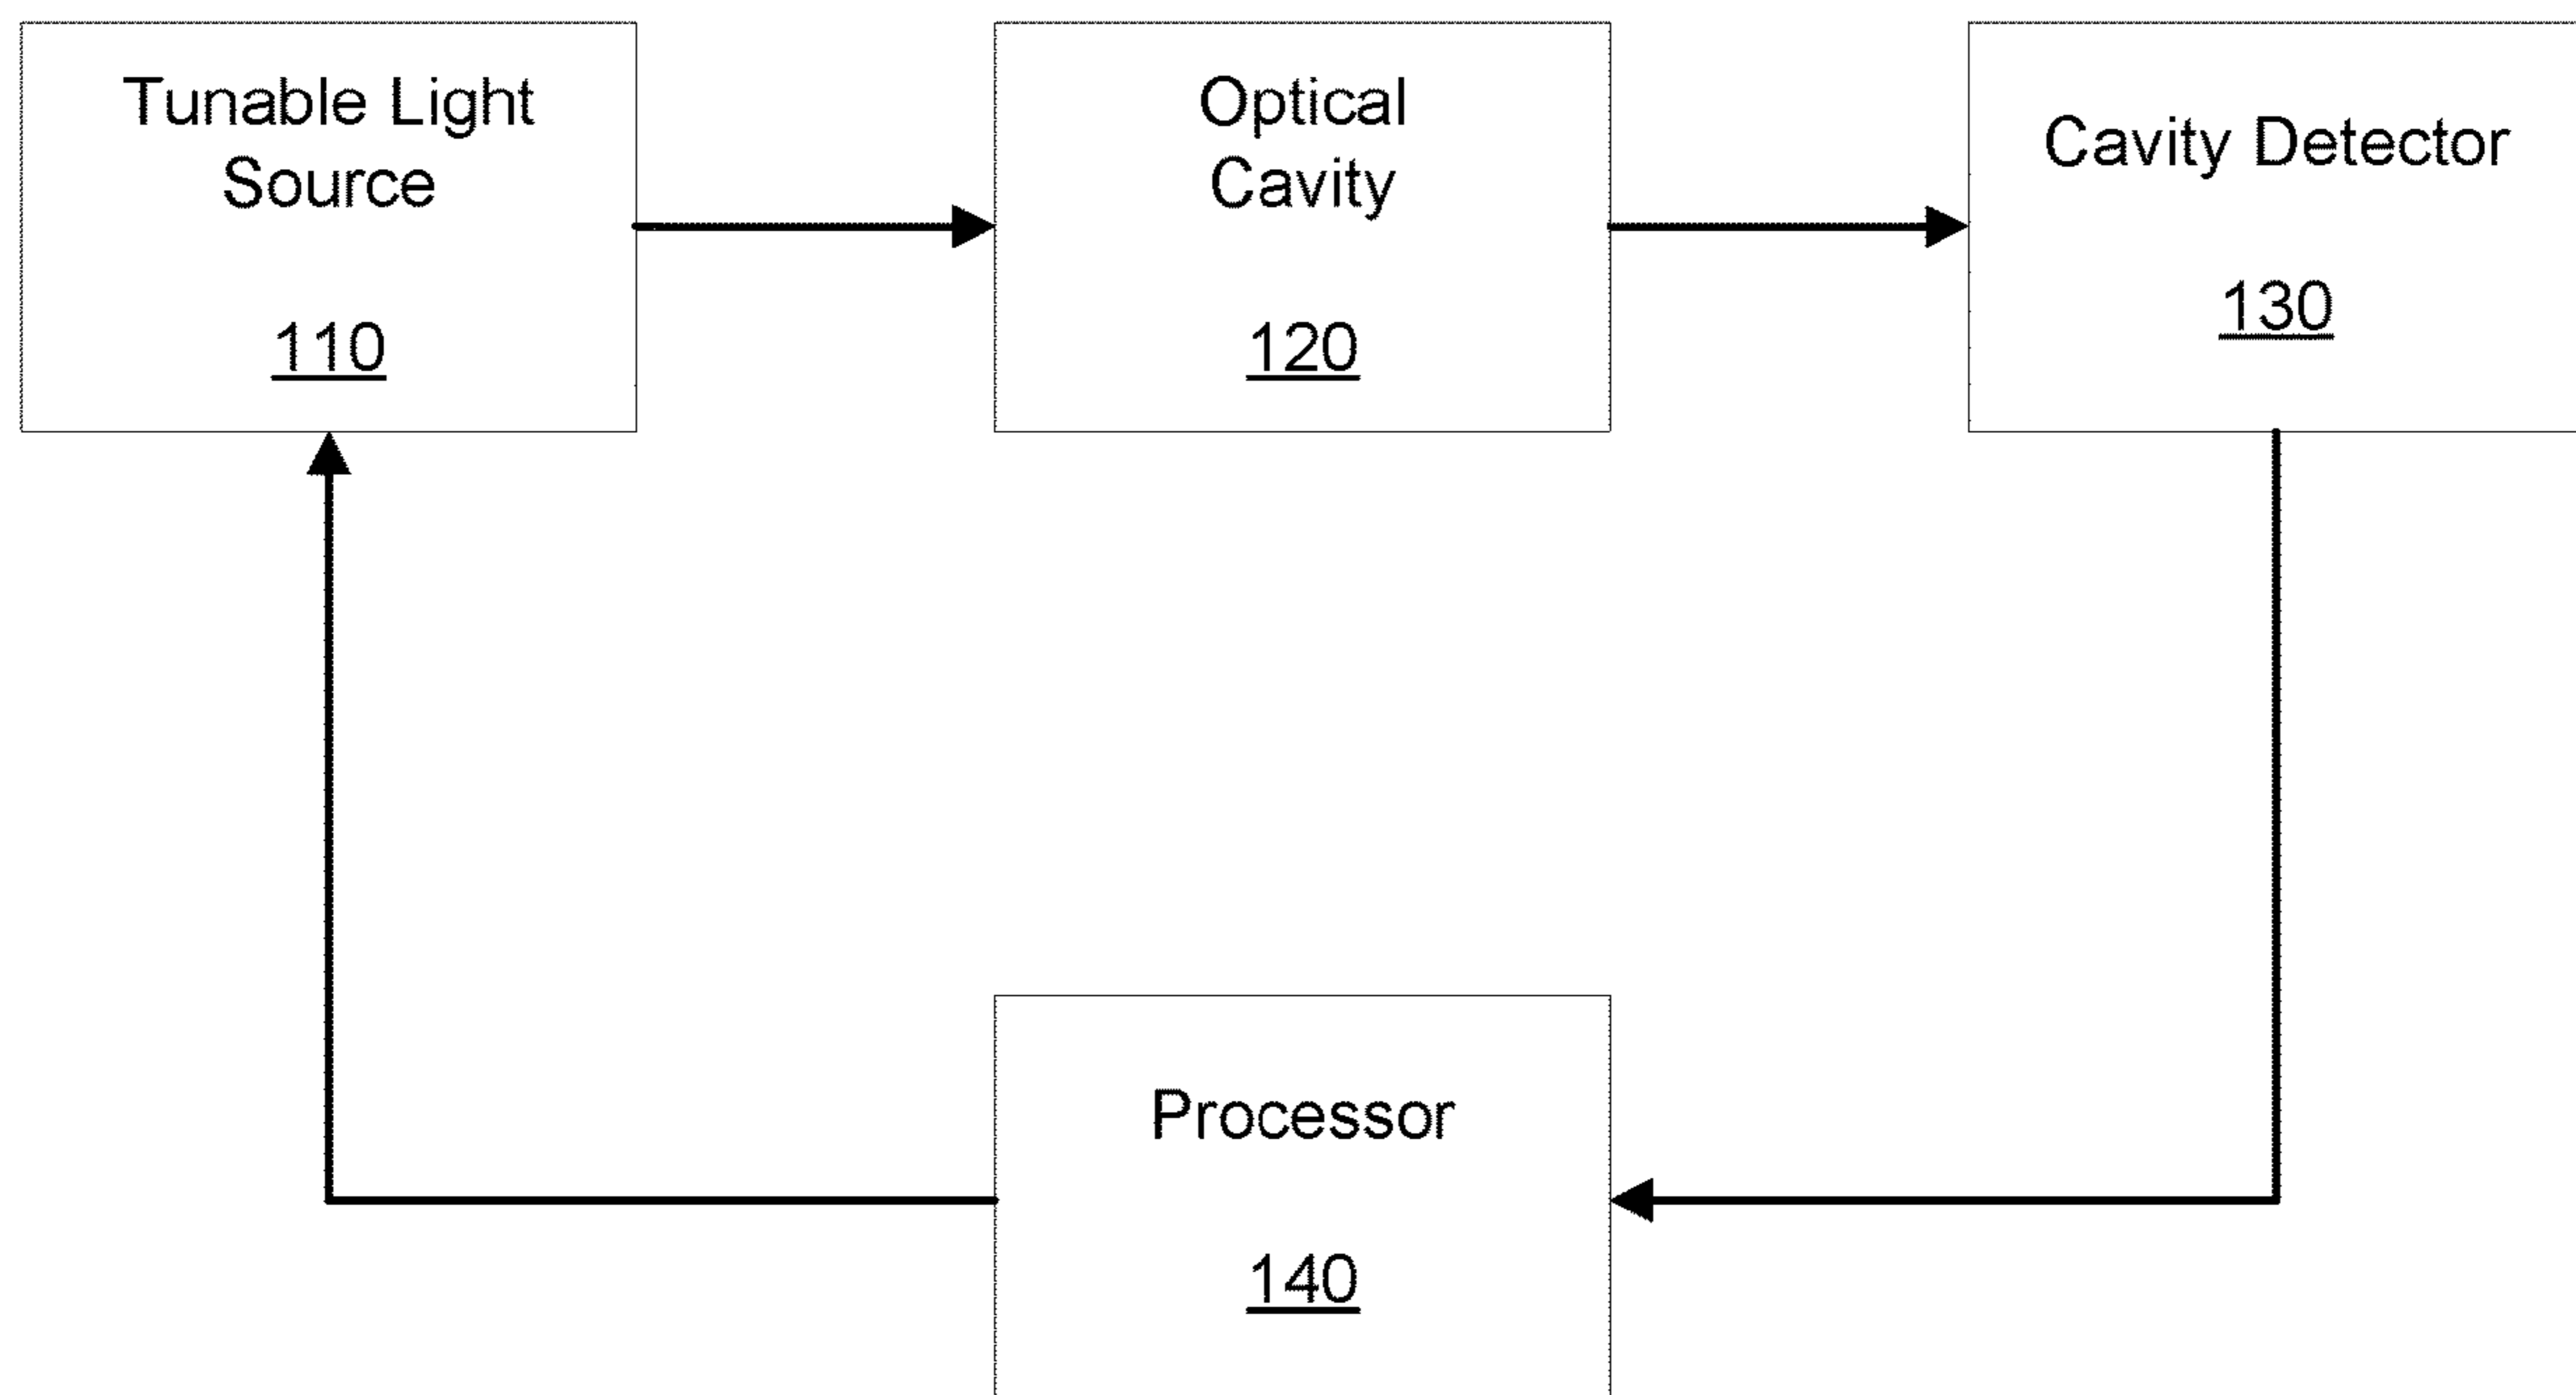 Tunable Light
Source
110
Optical
Cavity
120
Cavity Detector
130
Processor
140